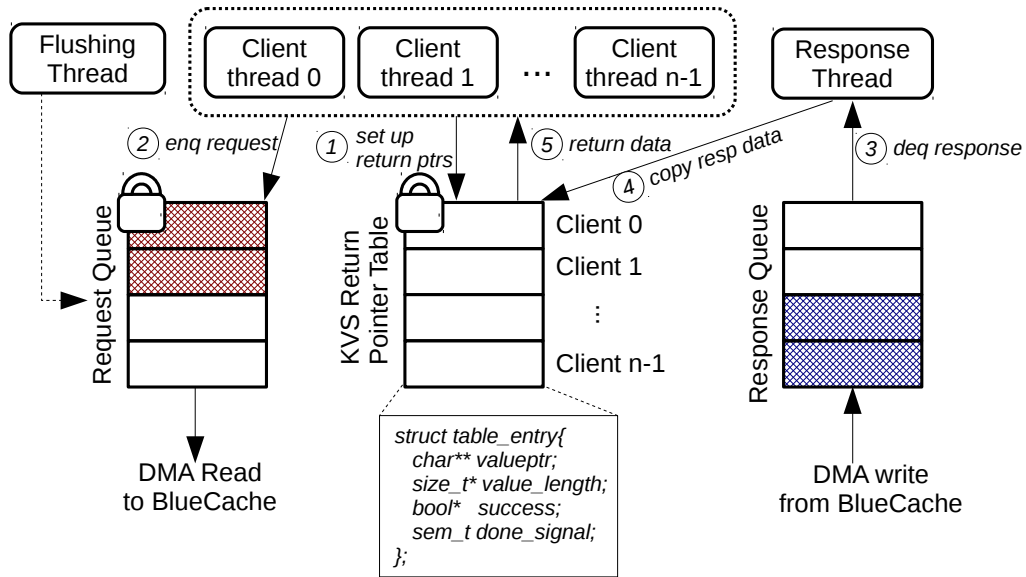 Flushing
Thread
Client
thread 0
Client
thread 1
...
Client
thread n-1
Response
Thread
2 enq request
1 set up
return ptrs
5 return data
4 copy resp data
3 deq response
Request Queue
KVS Return
Pointer Table
Client 0
Client 1
...
Client n-1
Response Queue
DMA Read
to BlueCache
struct table_entry{
char** valueptr;
size_t* value_length;
bool* success;
sem_t done_signal;
};
DMA write
from BlueCache